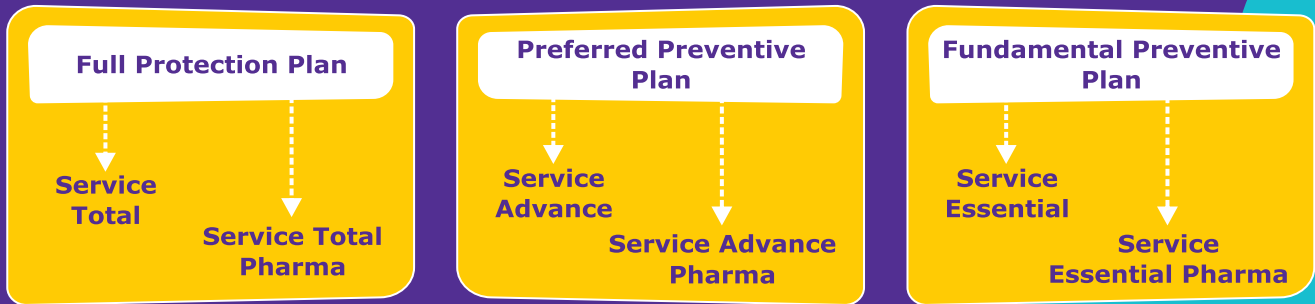 Full Protection Plan
Service
Total
Service Total
Pharma
Preferred Preventive
Plan
Service
Advance
Service Advance
Pharma
Fundamental Preventive
Plan
Service
Essential
Service
Essential Pharma